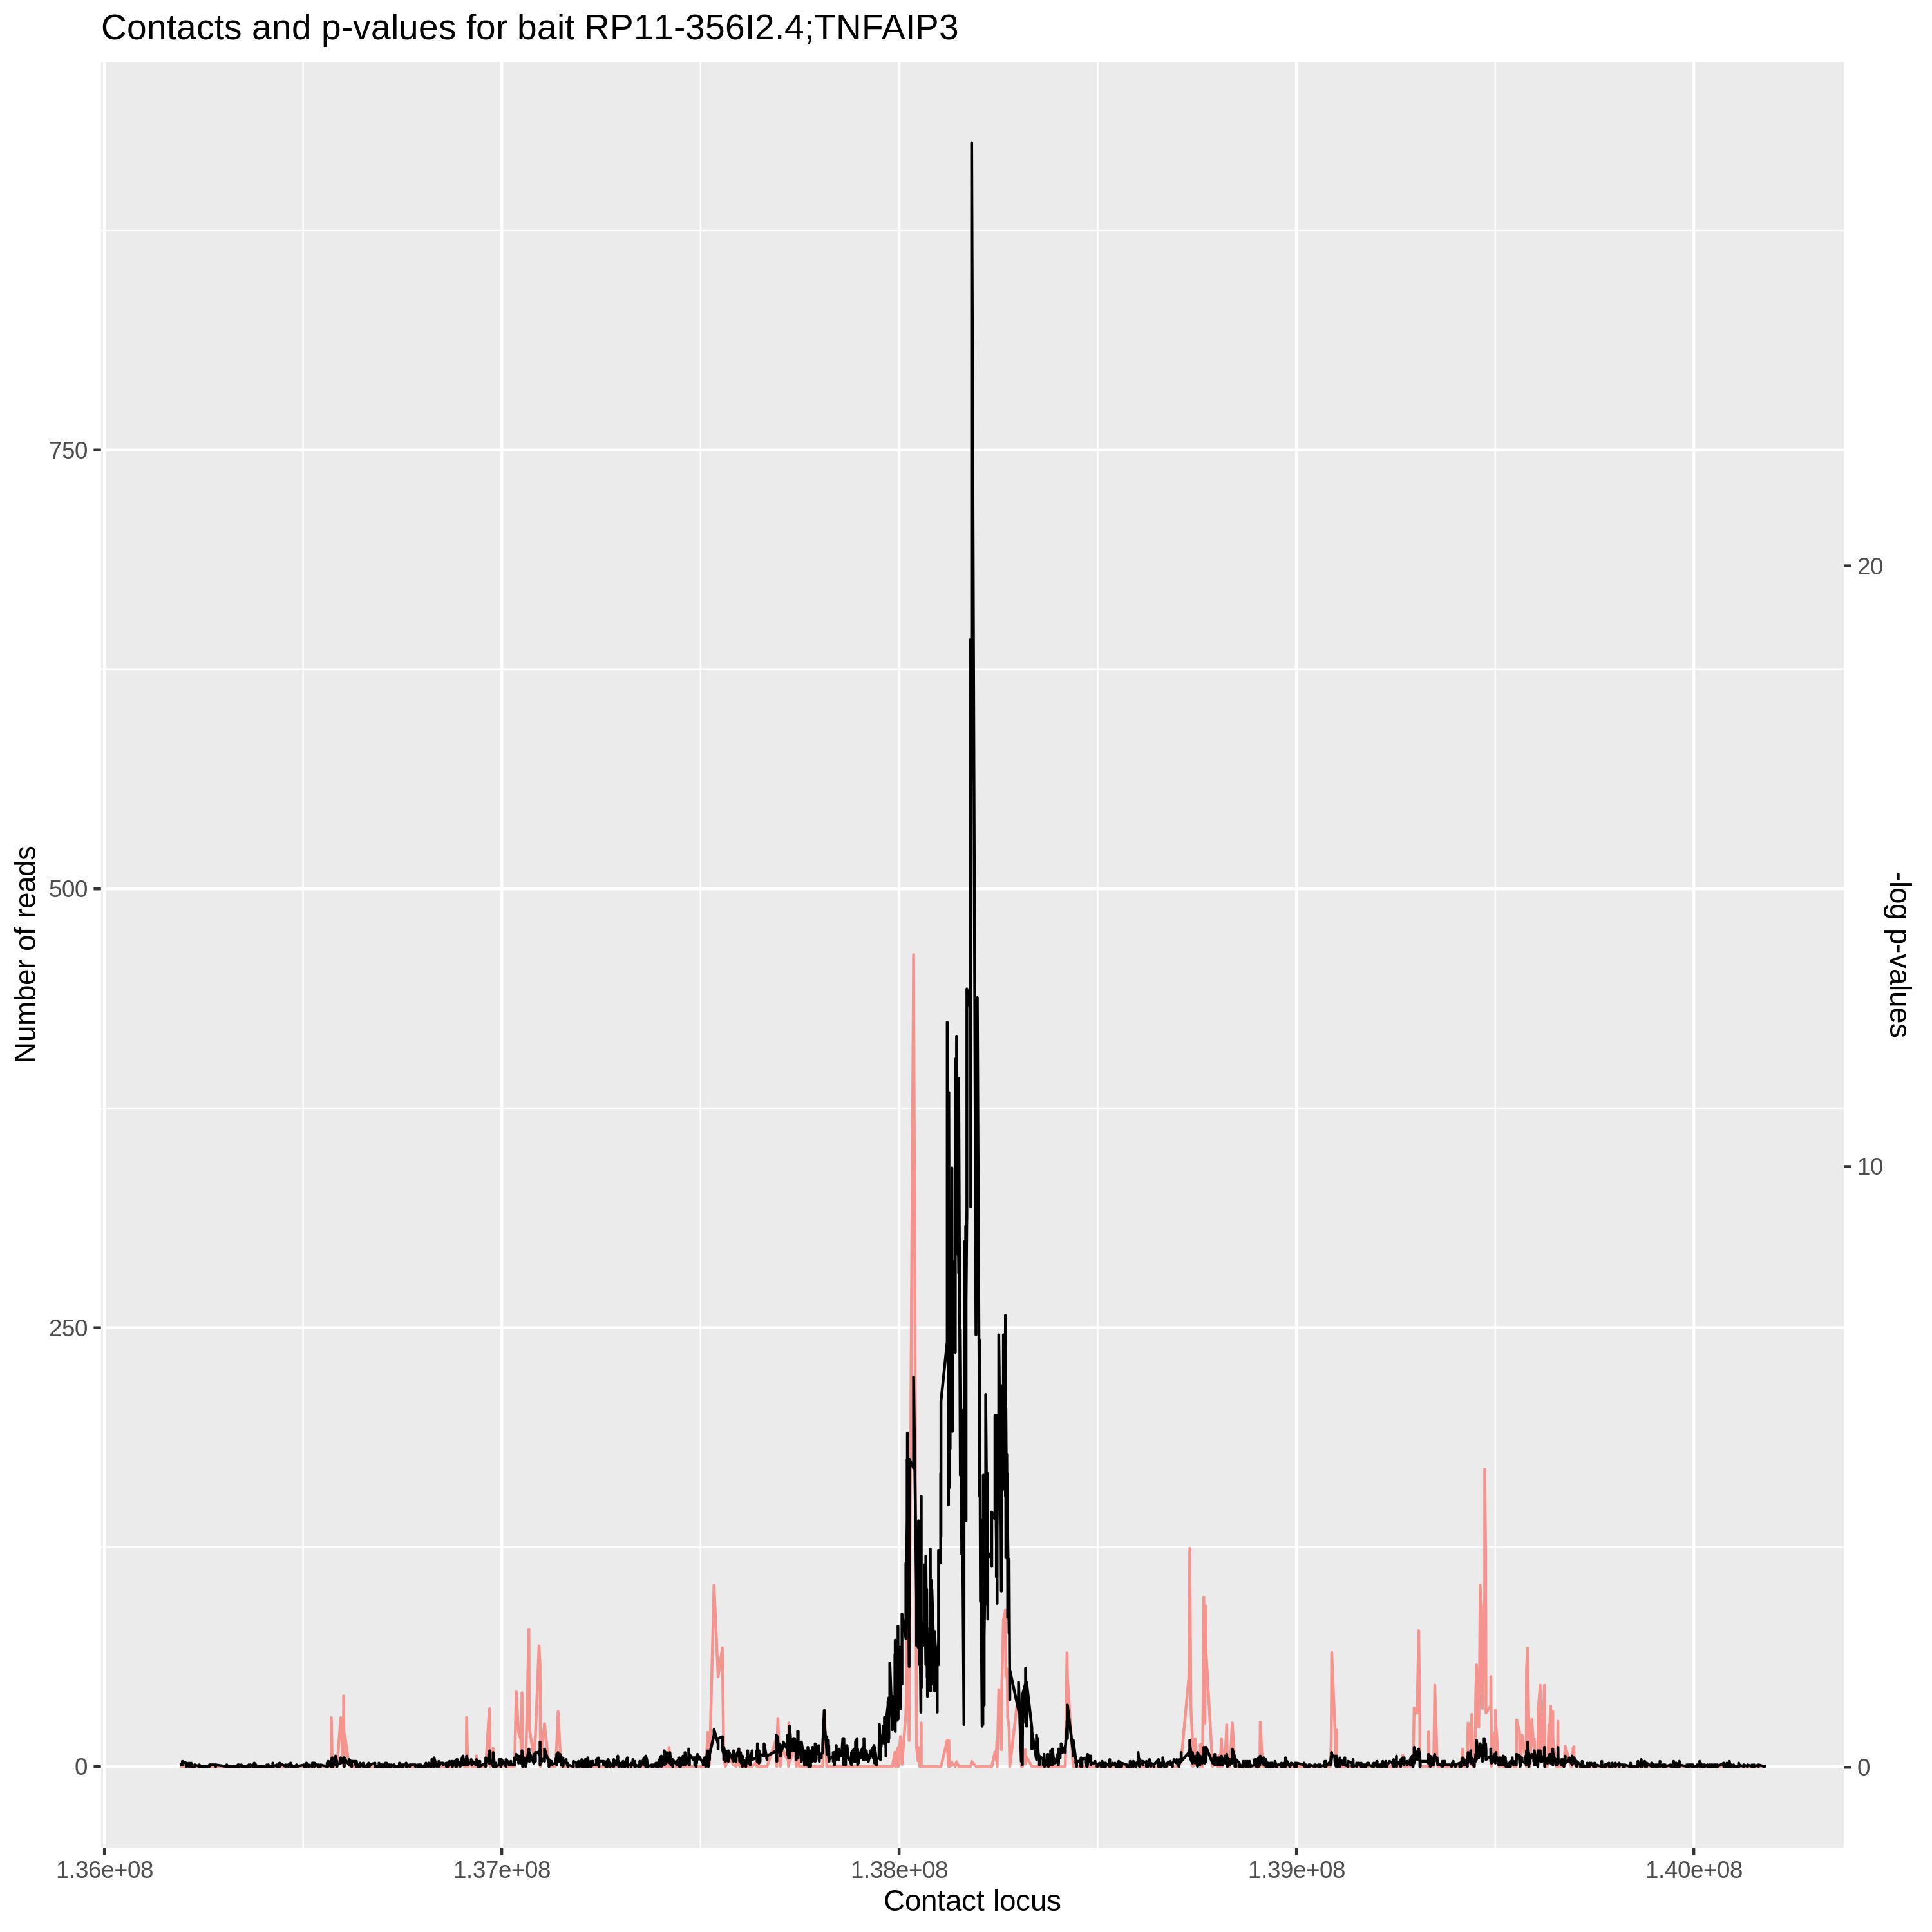 Contacts and p-values for bait RP11-356I2.4;TNFAIP3
Number of reads
750
500
250
0
20
10
0
-log p-values
1.36e+08
1.37e+08
1.38e+08
1.39e+08
1.40e+08
Contact locus